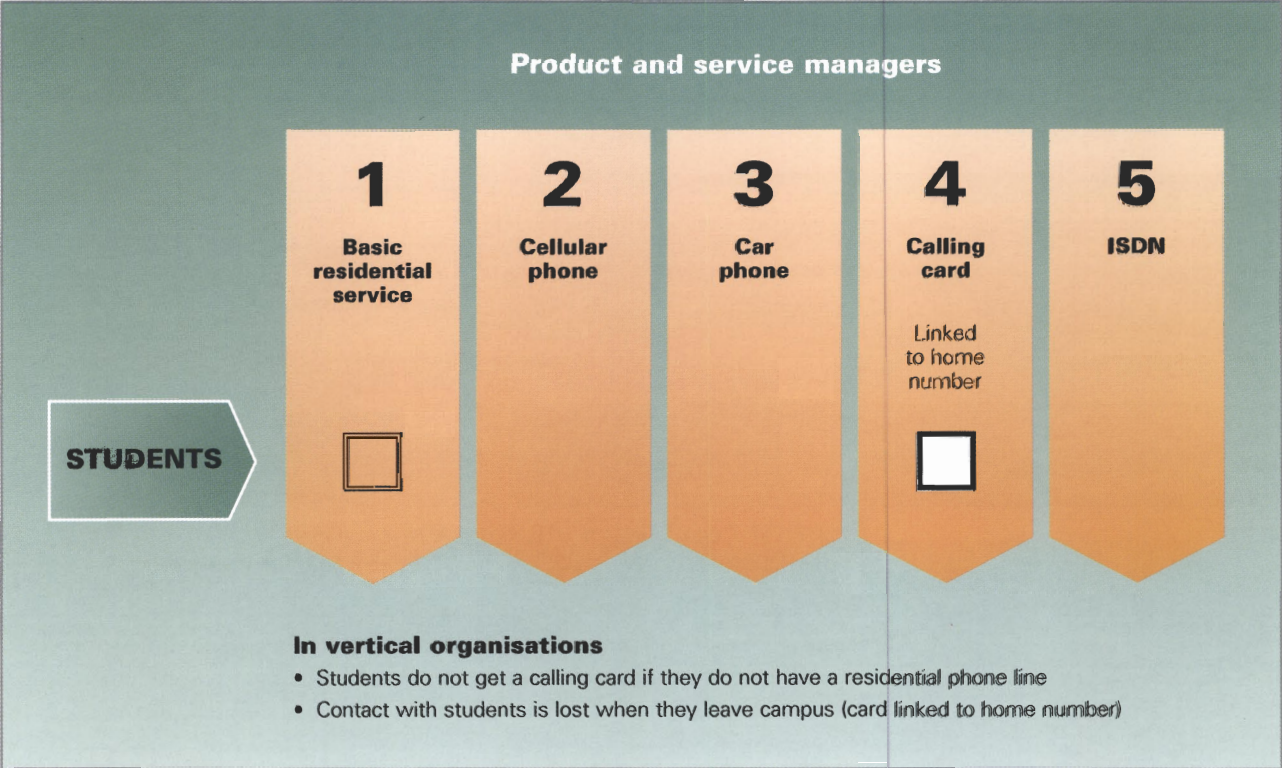 Product and service managers
1
Basic
residential
service
2
Cellular
phone
3
Car
phone
4
Calling
card
Linked
to home
number
5
ISDN
STUDENTS
In vertical organisations
• Students do not get a calling card if they do not have a residential phone line
• Contact with students is lost when they leave campus (card linked to home number)